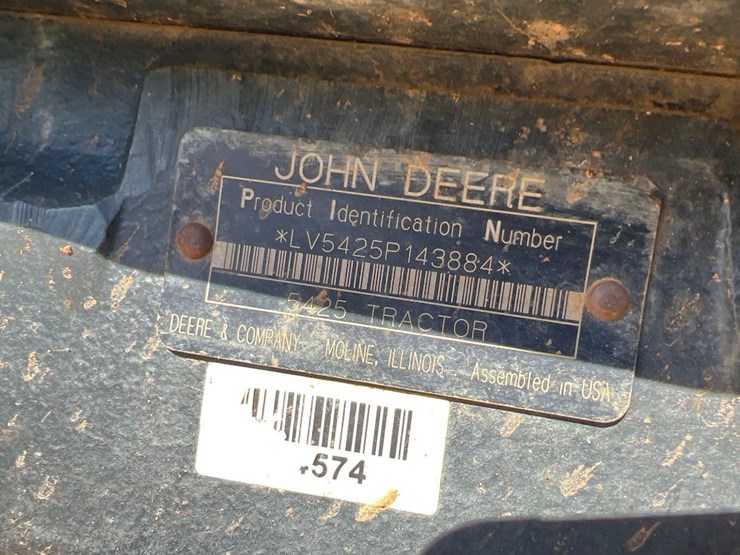 JOHN DEERE
Product Identification Number
*LV5425P143884*
5425 TRACTOR
DEERE & COMPANY MOLINE, ILLINOIS Assembled in USA
574